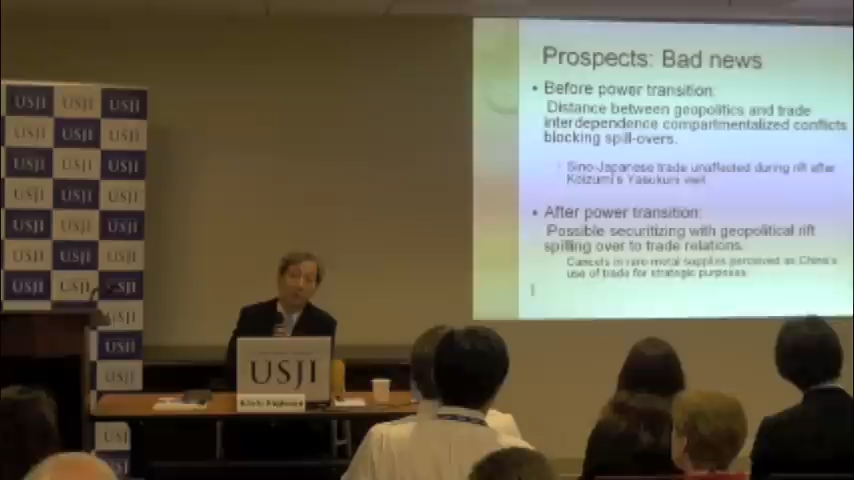 Prospects: Bad news
• Before power transition:
Distance between geopolitics and trade
interdependence compartmentalized conflicts
blocking spill-overs.
Sino-Japanese trade unaffected during rift after
Koizumi's Yasukuni visit
• After power transition:
Possible securitizing with geopolitical rift
spilling over to trade relations.
Cancels in rare metal supplies perceived as China's
use of trade for strategic purposes
USJI USJI USJI
USJI USJI USJI
USJI USJI USJI
USJI USJI USJI
USJI USJI USJI
USJI USJI USJI
USJI USJI USJI
USJI
USJI
USJI
USJI
USJI
USJI